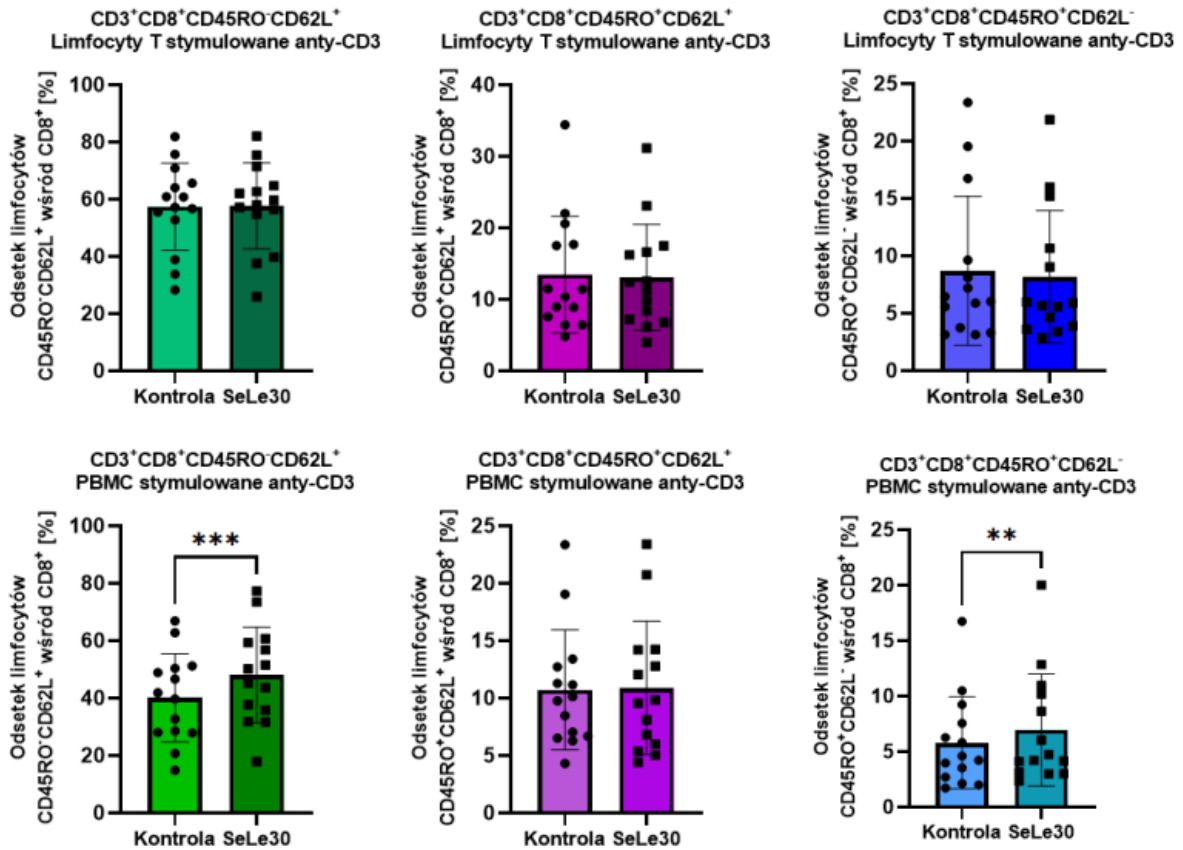 CD3⁺CD8⁺CD45RO⁻CD62L⁺
Limfocyty T stymulowane anty-CD3
Odsetek limfocytów
CD45RO⁻CD62L⁺ wśród CD8⁺ [%]
100
80
60
40
20
0
Kontrola SeLe30
CD3⁺CD8⁺CD45RO⁺CD62L⁺
Limfocyty T stymulowane anty-CD3
Odsetek limfocytów
CD45RO⁺CD62L⁺ wśród CD8⁺ [%]
40
30
20
10
0
Kontrola SeLe30
CD3⁺CD8⁺CD45RO⁺CD62L⁻
Limfocyty T stymulowane anty-CD3
Odsetek limfocytów
CD45RO⁺CD62L⁻ wśród CD8⁺ [%]
25
20
15
10
5
0
Kontrola SeLe30
CD3⁺CD8⁺CD45RO⁻CD62L⁺
PBMC stymulowane anty-CD3
Odsetek limfocytów
CD45RO⁻CD62L⁺ wśród CD8⁺ [%]
100
80
60
40
20
0
***
Kontrola SeLe30
CD3⁺CD8⁺CD45RO⁺CD62L⁺
PBMC stymulowane anty-CD3
Odsetek limfocytów
CD45RO⁺CD62L⁺ wśród CD8⁺ [%]
25
20
15
10
5
0
Kontrola SeLe30
CD3⁺CD8⁺CD45RO⁺CD62L⁻
PBMC stymulowane anty-CD3
Odsetek limfocytów
CD45RO⁺CD62L⁻ wśród CD8⁺ [%]
25
20
15
10
5
0
**
Kontrola SeLe30